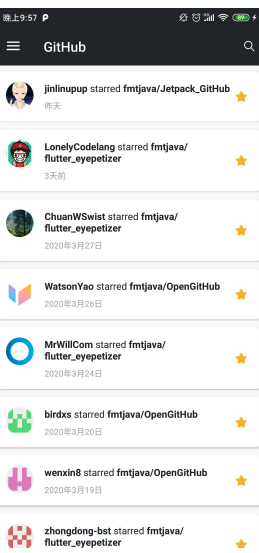 晚上9:57
89
GitHub
jinlinupup starred fmtjava/Jetpack_GitHub
昨天
LonelyCodelang starred fmtjava/
flutter_eyepetizer
3天前
ChuanWSwist starred fmtjava/
flutter_eyepetizer
2020年3月27日
WatsonYao starred fmtjava/OpenGitHub
2020年3月26日
MrWillCom starred fmtjava/
flutter_eyepetizer
2020年3月24日
birdxs starred fmtjava/OpenGitHub
2020年3月20日
wenxin8 starred fmtjava/OpenGitHub
2020年3月19日
zhongdong-bst starred fmtjava/
flutter_eyepetizer